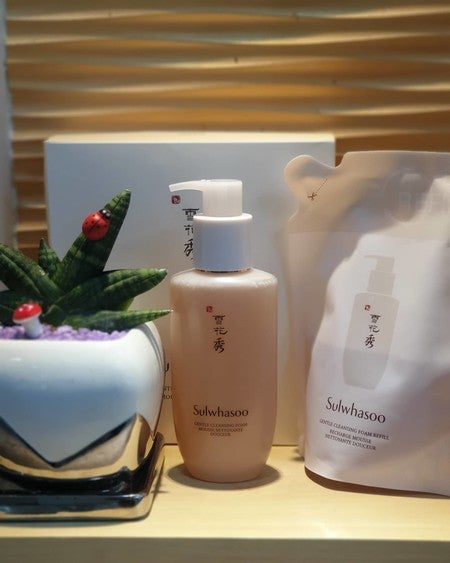 雪
花
秀
Sulwhasoo
GENTLE CLEANSING FOAM
MOUSSE NETTOYANTE
DOUCEUR
雪
花
秀
雪
花
秀
Sulwhasoo
GENTLE CLEANSING FOAM REFILL
RECHARGE MOUSSE
NETTOYANTE DOUCEUR